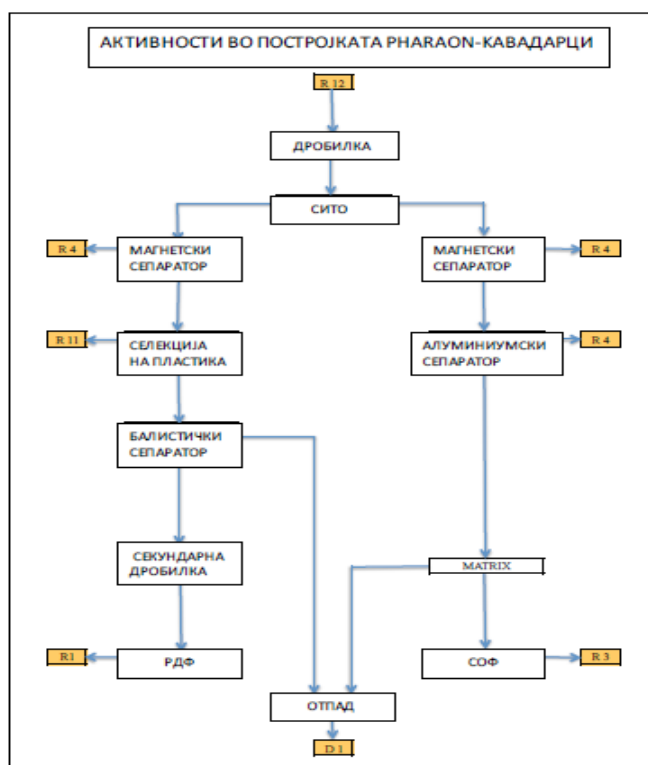 АКТИВНОСТИ ВО ПОСТРОЈКАТА PHARAON-КАВАДАРЦИ
R 12
ДРОБИЛКА
СИТО
R 4
МАГНЕТСКИ
СЕПАРАТОР
МАГНЕТСКИ
СЕПАРАТОР
R 4
R 11
СЕЛЕКЦИЈА
НА ПЛАСТИКА
АЛУМИНИУМСКИ
СЕПАРАТОР
R 4
БАЛИСТИЧКИ
СЕПАРАТОР
СЕКУНДАРНА
ДРОБИЛКА
MATRIX
R1
РДФ
СОФ
R 3
ОТПАД
D 1